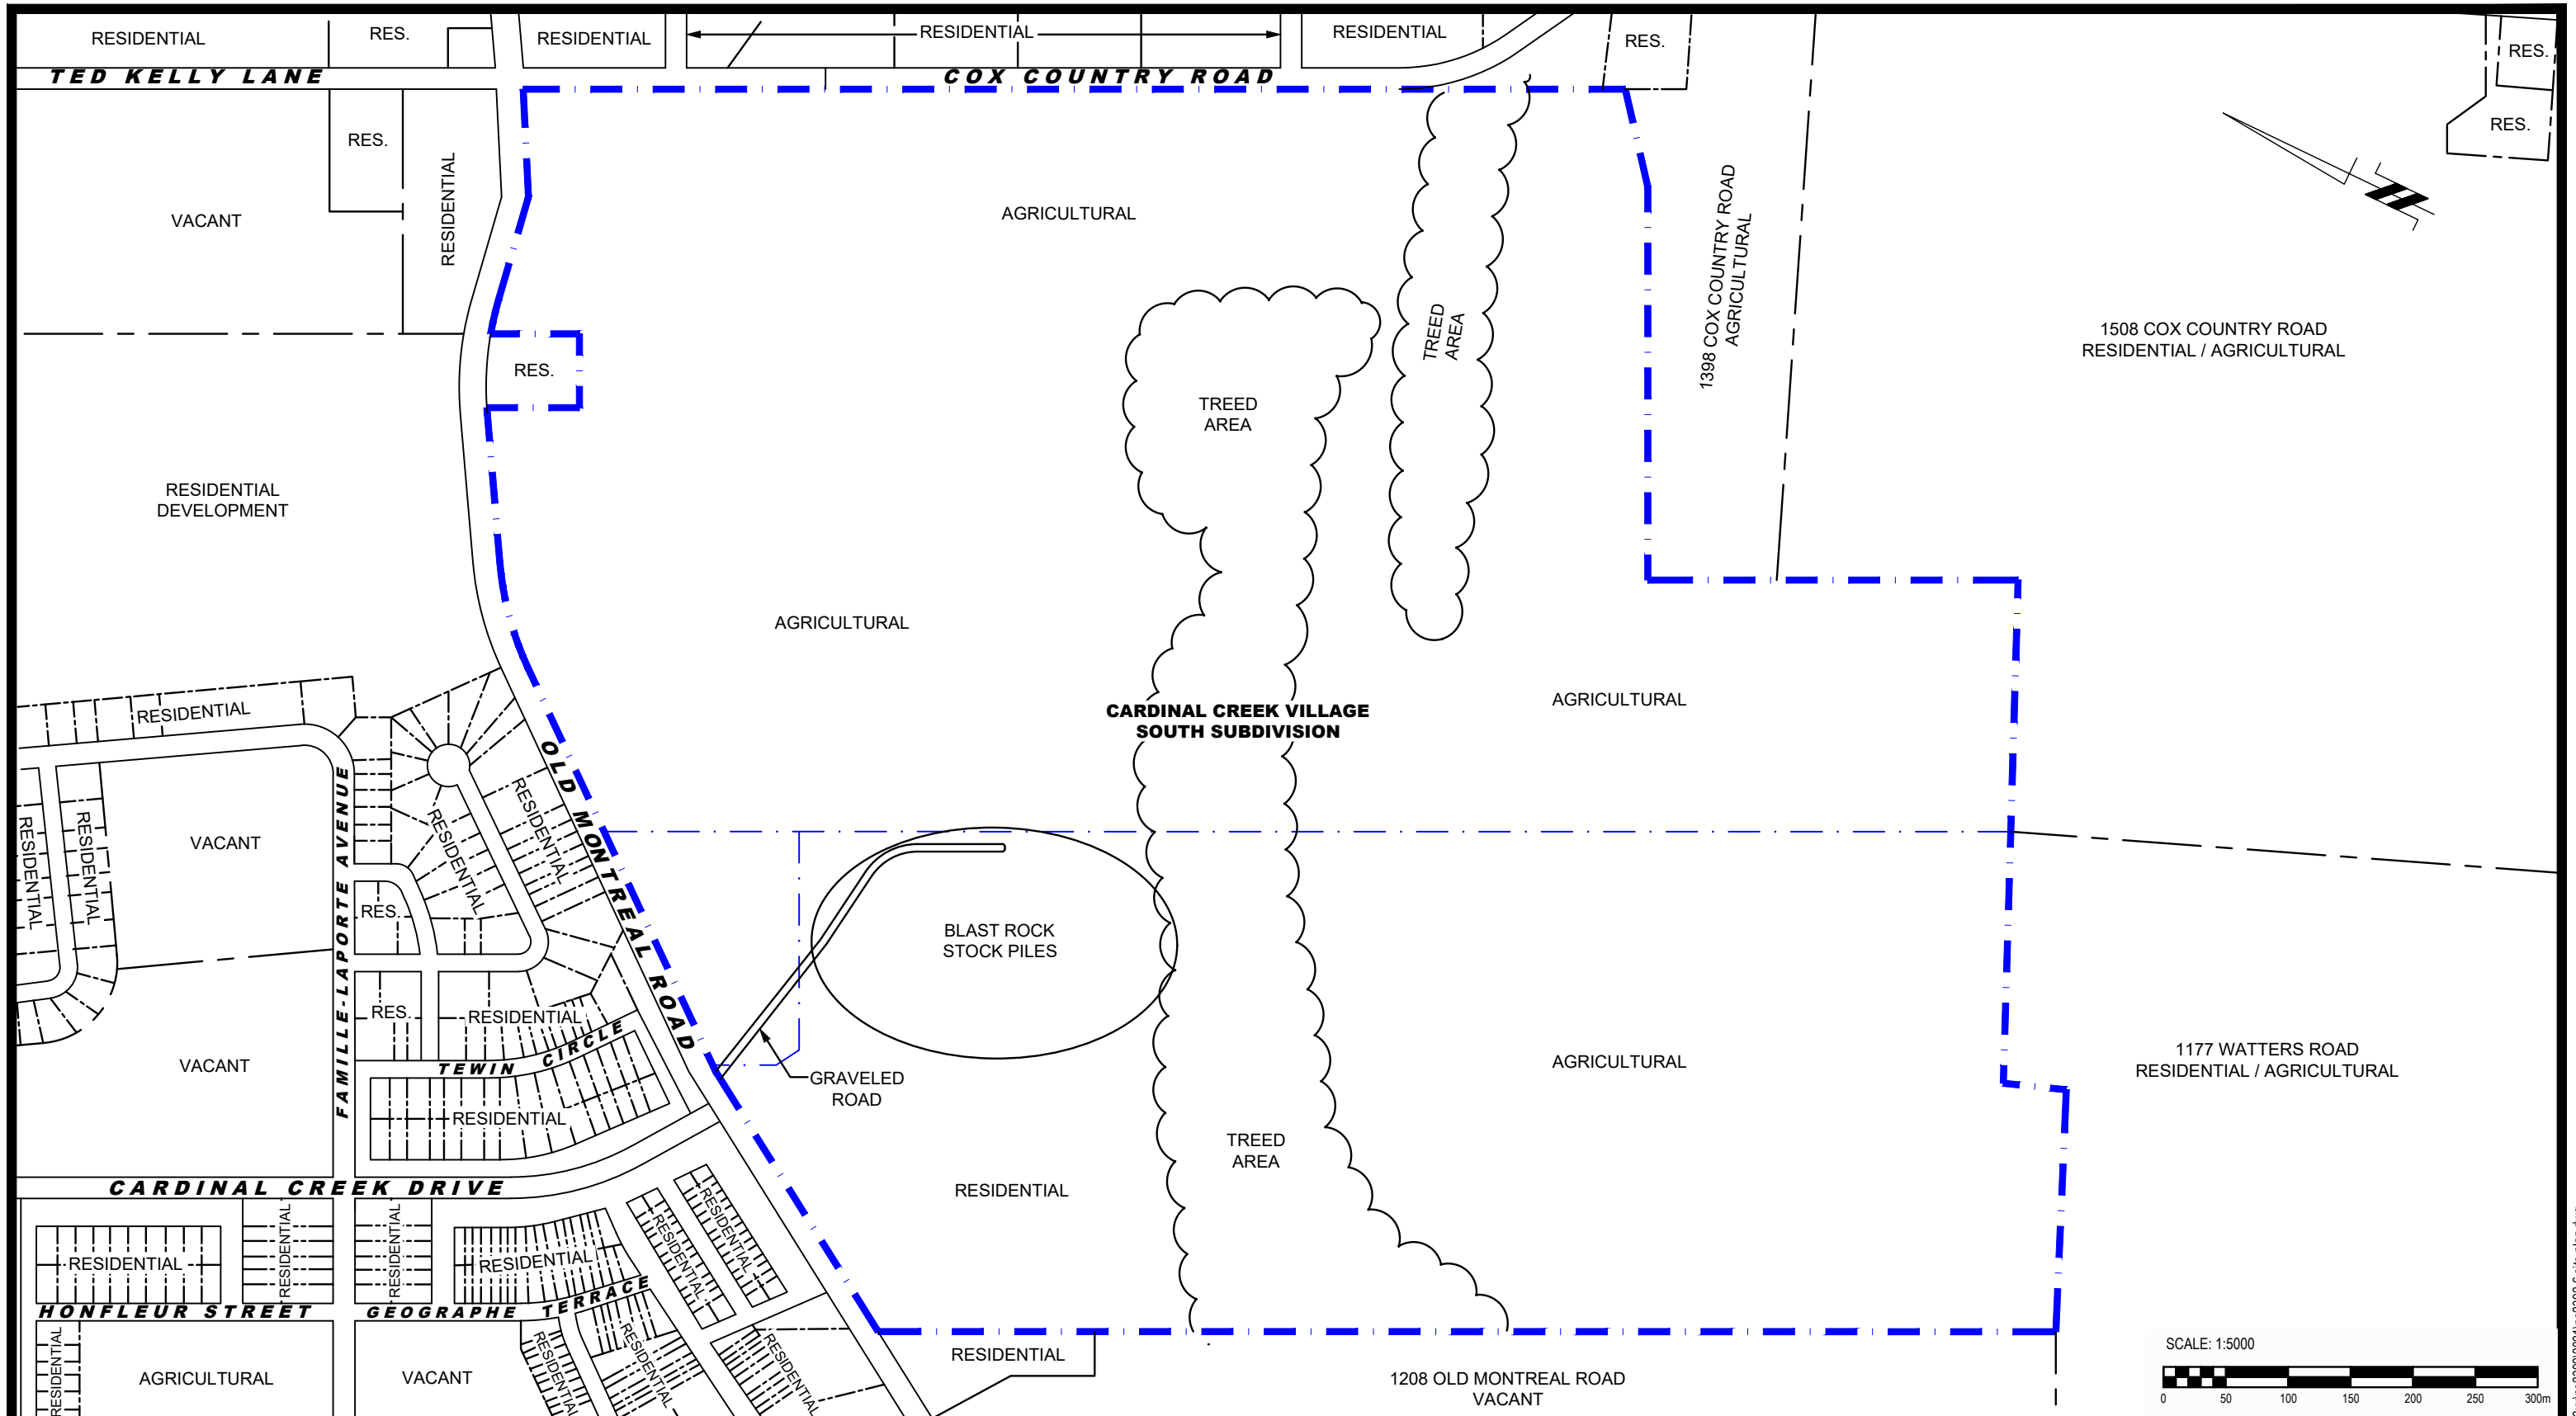 RESIDENTIAL
RES.
RESIDENTIAL
RESIDENTIAL
RESIDENTIAL
RES.
RES.
TED KELLY LANE
COX COUNTRY ROAD
RES.
RES.
RESIDENTIAL
VACANT
AGRICULTURAL
1398 COX COUNTRY ROAD
AGRICULTURAL
1508 COX COUNTRY ROAD
RESIDENTIAL / AGRICULTURAL
TREED
AREA
RES.
TREED
AREA
RESIDENTIAL
DEVELOPMENT
AGRICULTURAL
AGRICULTURAL
CARDINAL CREEK VILLAGE
SOUTH SUBDIVISION
RESIDENTIAL
OLD MONTREAL ROAD
FAMILLE-LAPORTE AVENUE
RESIDENTIAL
RESIDENTIAL
VACANT
RESIDENTIAL
RESIDENTIAL
RES.
BLAST ROCK
STOCK PILES
RES.
RESIDENTIAL
VACANT
TEWIN CIRCLE
GRAVELED
ROAD
AGRICULTURAL
1177 WATTERS ROAD
RESIDENTIAL / AGRICULTURAL
RESIDENTIAL
TREED
AREA
CARDINAL CREEK DRIVE
RESIDENTIAL
RESIDENTIAL
RESIDENTIAL
RESIDENTIAL
RESIDENTIAL
RESIDENTIAL
RESIDENTIAL
HONFLEUR STREET
GEOGRAPHE TERRACE
RESIDENTIAL
AGRICULTURAL
VACANT
RESIDENTIAL
RESIDENTIAL
RESIDENTIAL
RESIDENTIAL
1208 OLD MONTREAL ROAD
VACANT
SCALE: 1:5000
0 50 100 150 200 250 300m